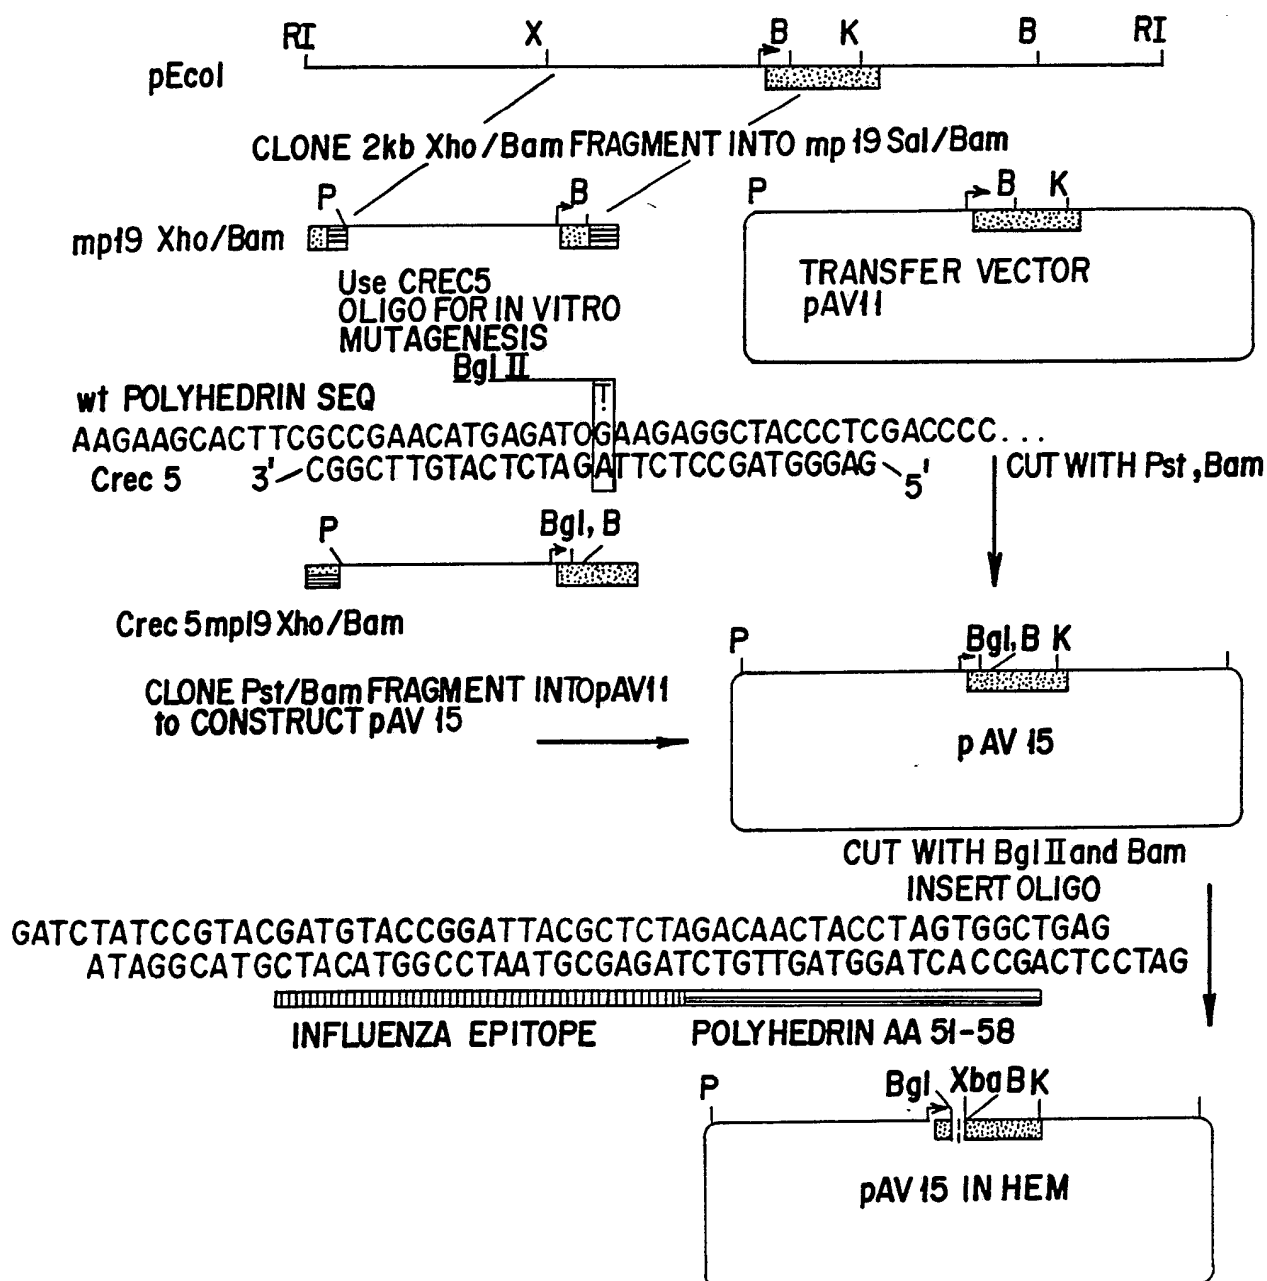 RI X B K B RI
pEcoI
CLONE 2kb Xho/Bam FRAGMENT INTO mp19 Sal/Bam
P B
mp19 Xho/Bam
P B K
TRANSFER VECTOR
pAV11
Use CREC5
OLIGO FOR IN VITRO
MUTAGENESIS
Bgl II
T
wt POLYHEDRIN SEQ
AAGAAGCACTTCGCCGAACATGAGATOGAAGAGGCTACCCTCGACCCC...
Crec 5 3' CGGCTTGTACTCTAGATTCTCCGATGGGAG 5'
CUT WITH Pst, Bam
P Bgl, B
Crec 5mp19 Xho/Bam
CLONE Pst/Bam FRAGMENT INTO pAV11
to CONSTRUCT pAV 15
P Bgl, B K
pAV 15
CUT WITH Bgl II and Bam
INSERT OLIGO
GATCTATCCGTACGATGTACCGGATTACGCTCTAGACAACTACCTAGTGGCTGAG
ATAGGCATGCTACATGGCCTAATGCGAGATCTGTTGATGGATCACCGACTCCTAG
INFLUENZA EPITOPE POLYHEDRIN AA 51-58
P Bgl Xba B K
pAV 15 IN HEM